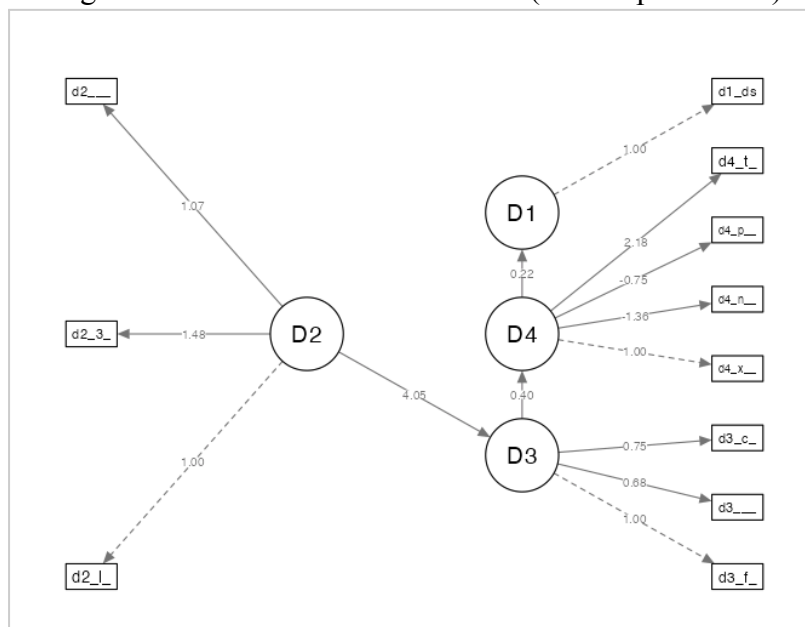 d2___
d1_ds
1.00
d4_t_
1.07
D1
2.18
d4_p__
-0.75
0.22
d4_n__
-1.36
d2_3_
1.48
D2
D4
1.00
d4_x__
4.05
0.40
d3_c_
0.75
D3
1.00
0.68
d3___
1.00
d2_l_
d3_f_